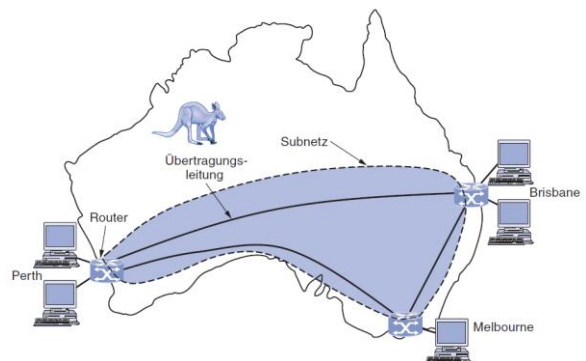 Subnetz
Übertragungs-
leitung
Brisbane
Router
Perth
Melbourne